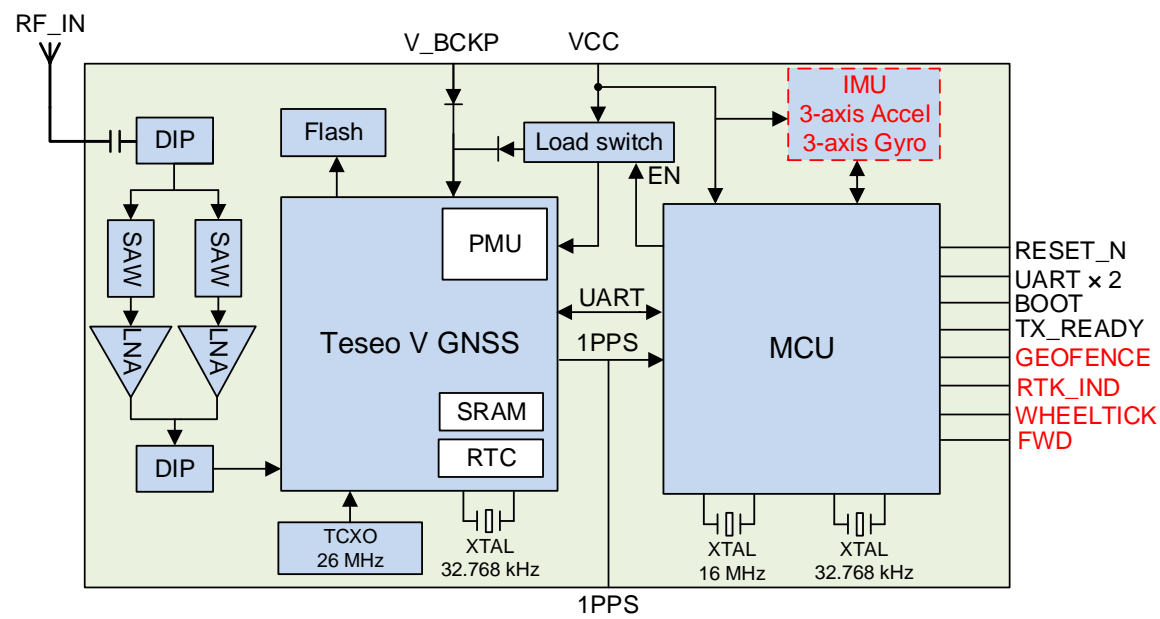 RF_IN
V_BCKP
VCC
IMU
3-axis Accel
3-axis Gyro
DIP
Flash
Load switch
EN
SAW
SAW
PMU
RESET_N
UART × 2
BOOT
TX_READY
GEOFENCE
RTK_IND
WHEELTICK
FWD
UART
1PPS
LNA
LNA
Teseo V GNSS
MCU
SRAM
RTC
DIP
TCXO
26 MHz
XTAL
32.768 kHz
XTAL
16 MHz
XTAL
32.768 kHz
1PPS